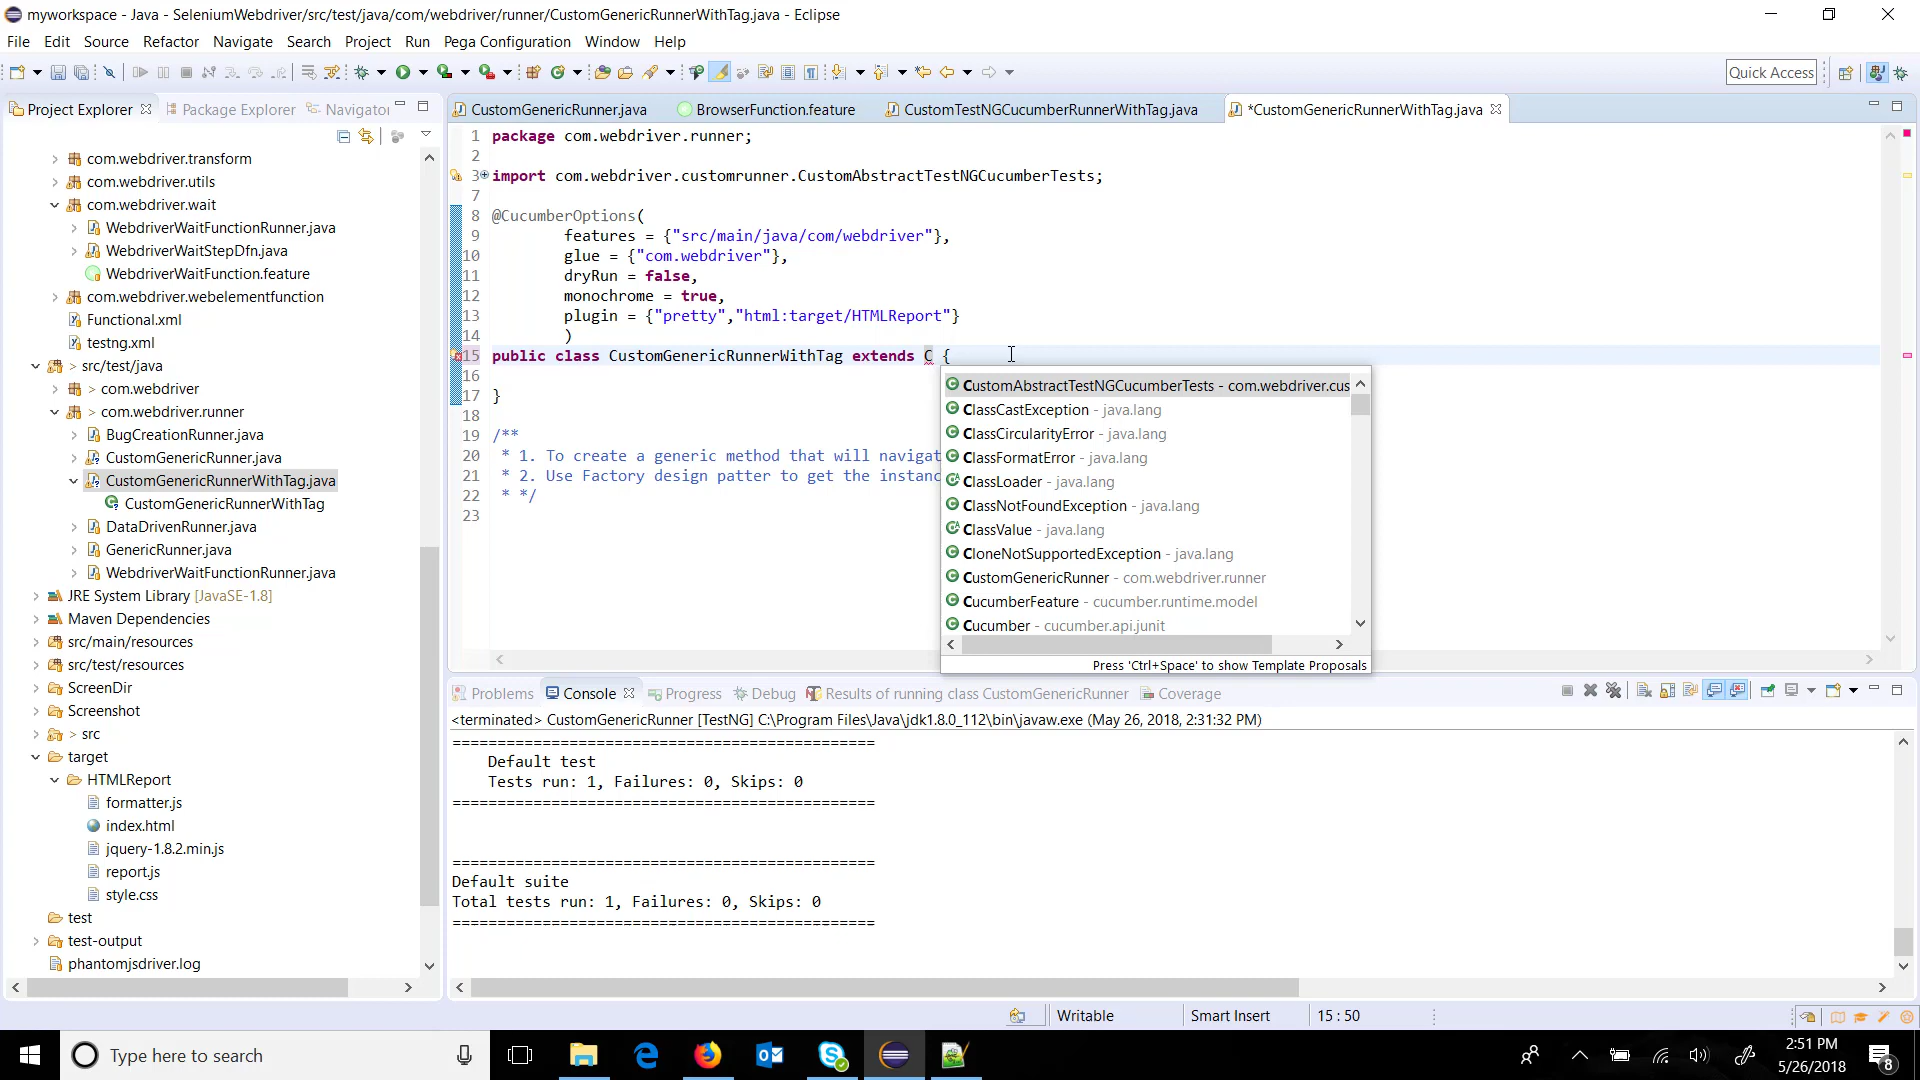 myworkspace - Java - SeleniumWebdriver/src/test/java/com/webdriver/runner/CustomGenericRunnerWithTag.java - Eclipse
File Edit Source Refactor Navigate Search Project Run Pega Configuration Window Help
Quick Access
Project Explorer Package Explorer Navigator
CustomGenericRunner.java BrowserFunction.feature CustomTestNGCucumberRunnerWithTag.java *CustomGenericRunnerWithTag.java
com.webdriver.transform
com.webdriver.utils
com.webdriver.wait
WebdriverWaitFunctionRunner.java
WebdriverWaitStepDfn.java
WebdriverWaitFunction.feature
com.webdriver.webelementfunction
Functional.xml
testng.xml
> src/test/java
> com.webdriver
> com.webdriver.runner
BugCreationRunner.java
CustomGenericRunner.java
CustomGenericRunnerWithTag.java
CustomGenericRunnerWithTag
DataDrivenRunner.java
GenericRunner.java
WebdriverWaitFunctionRunner.java
JRE System Library [JavaSE-1.8]
Maven Dependencies
src/main/resources
src/test/resources
ScreenDir
Screenshot
> src
target
HTMLReport
formatter.js
index.html
jquery-1.8.2.min.js
report.js
style.css
test
test-output
phantomjsdriver.log
1 package com.webdriver.runner;
2
3 import com.webdriver.customrunner.CustomAbstractTestNGCucumberTests;
7
8 @CucumberOptions(
9 features = {"src/main/java/com/webdriver"},
10 glue = {"com.webdriver"},
11 dryRun = false,
12 monochrome = true,
13 plugin = {"pretty","html:target/HTMLReport"}
14 )
15 public class CustomGenericRunnerWithTag extends C {
16
17 }
18
19 /**
20 * 1. To create a generic method that will navigat
21 * 2. Use Factory design patter to get the instanc
22 * */
23
CustomAbstractTestNGCucumberTests - com.webdriver.cus
ClassCastException - java.lang
ClassCircularityError - java.lang
ClassFormatError - java.lang
ClassLoader - java.lang
ClassNotFoundException - java.lang
ClassValue - java.lang
CloneNotSupportedException - java.lang
CustomGenericRunner - com.webdriver.runner
CucumberFeature - cucumber.runtime.model
Cucumber - cucumber.api.junit
Press 'Ctrl+Space' to show Template Proposals
Problems Console Progress Debug Results of running class CustomGenericRunner Coverage
<terminated> CustomGenericRunner [TestNG] C:\Program Files\Java\jdk1.8.0_112\bin\javaw.exe (May 26, 2018, 2:31:32 PM)
===============================================
Default test
Tests run: 1, Failures: 0, Skips: 0
===============================================
===============================================
Default suite
Total tests run: 1, Failures: 0, Skips: 0
===============================================
Writable Smart Insert 15 : 50
Type here to search
2:51 PM
5/26/2018
8